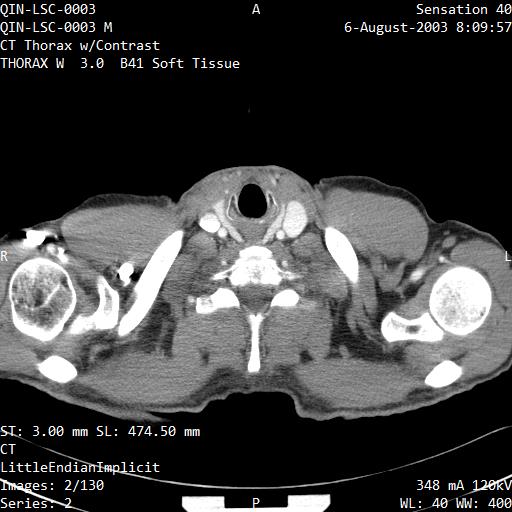 QIN-LSC-0003 A Sensation 40
QIN-LSC-0003 M 6-August-2003 8:09:57
CT Thorax w/Contrast
THORAX W 3.0 B41 Soft Tissue
R L
ST: 3.00 mm SL: 474.50 mm
CT
LittleEndianImplicit
Images: 2/130 348 mA 120kV
Series: 2 P WL: 40 WW: 400